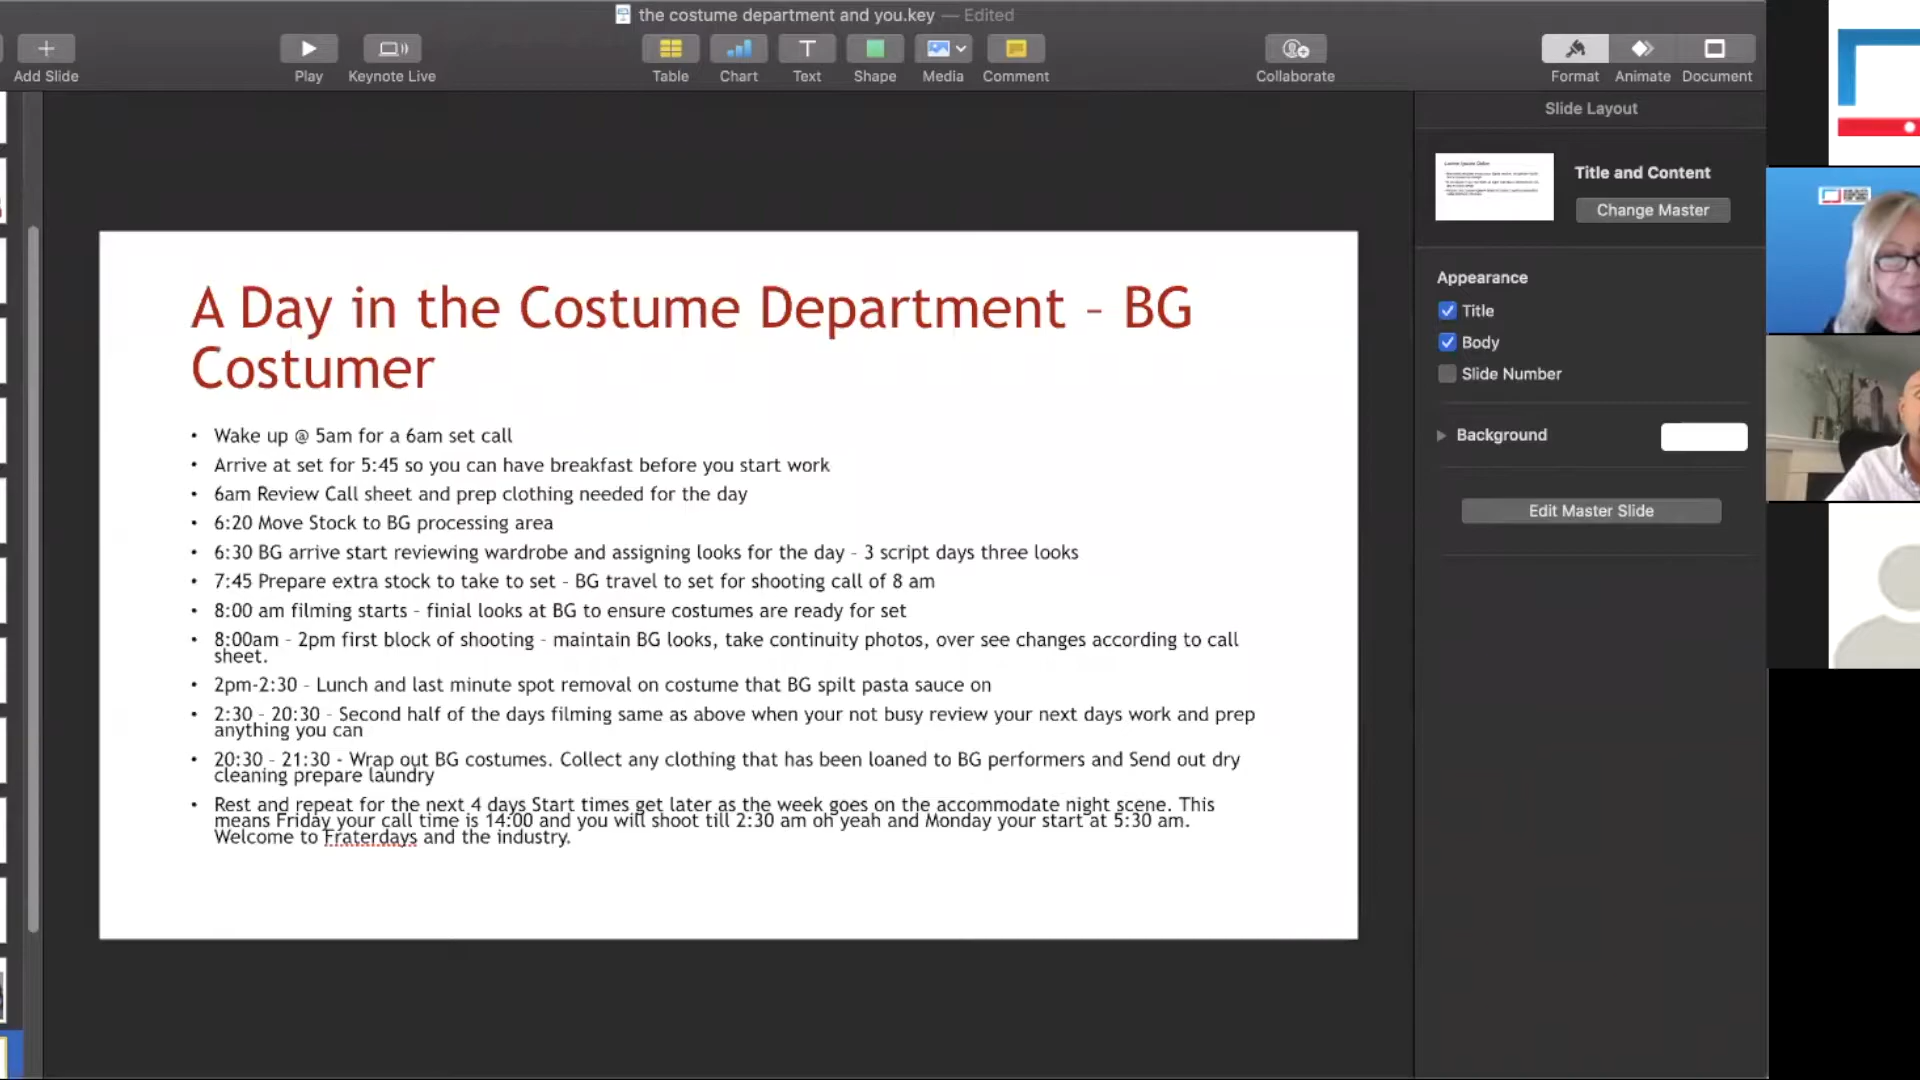 the costume department and you.key — Edited
Add Slide
Play
Keynote Live
Table
Chart
Text
Shape
Media
Comment
Collaborate
Format
Animate
Document
Slide Layout
Title and Content
Change Master
Appearance
Title
Body
Slide Number
Background
Edit Master Slide
A Day in the Costume Department - BG
Costumer
• Wake up @ 5am for a 6am set call
• Arrive at set for 5:45 so you can have breakfast before you start work
• 6am Review Call sheet and prep clothing needed for the day
• 6:20 Move Stock to BG processing area
• 6:30 BG arrive start reviewing wardrobe and assigning looks for the day - 3 script days three looks
• 7:45 Prepare extra stock to take to set - BG travel to set for shooting call of 8 am
• 8:00 am filming starts - finial looks at BG to ensure costumes are ready for set
• 8:00am - 2pm first block of shooting - maintain BG looks, take continuity photos, over see changes according to call
sheet.
• 2pm-2:30 - Lunch and last minute spot removal on costume that BG spilt pasta sauce on
• 2:30 - 20:30 - Second half of the days filming same as above when your not busy review your next days work and prep
anything you can
• 20:30 - 21:30 - Wrap out BG costumes. Collect any clothing that has been loaned to BG performers and Send out dry
cleaning prepare laundry
• Rest and repeat for the next 4 days Start times get later as the week goes on the accommodate night scene. This
means Friday your call time is 14:00 and you will shoot till 2:30 am oh yeah and Monday your start at 5:30 am.
Welcome to Fraterdays and the industry.